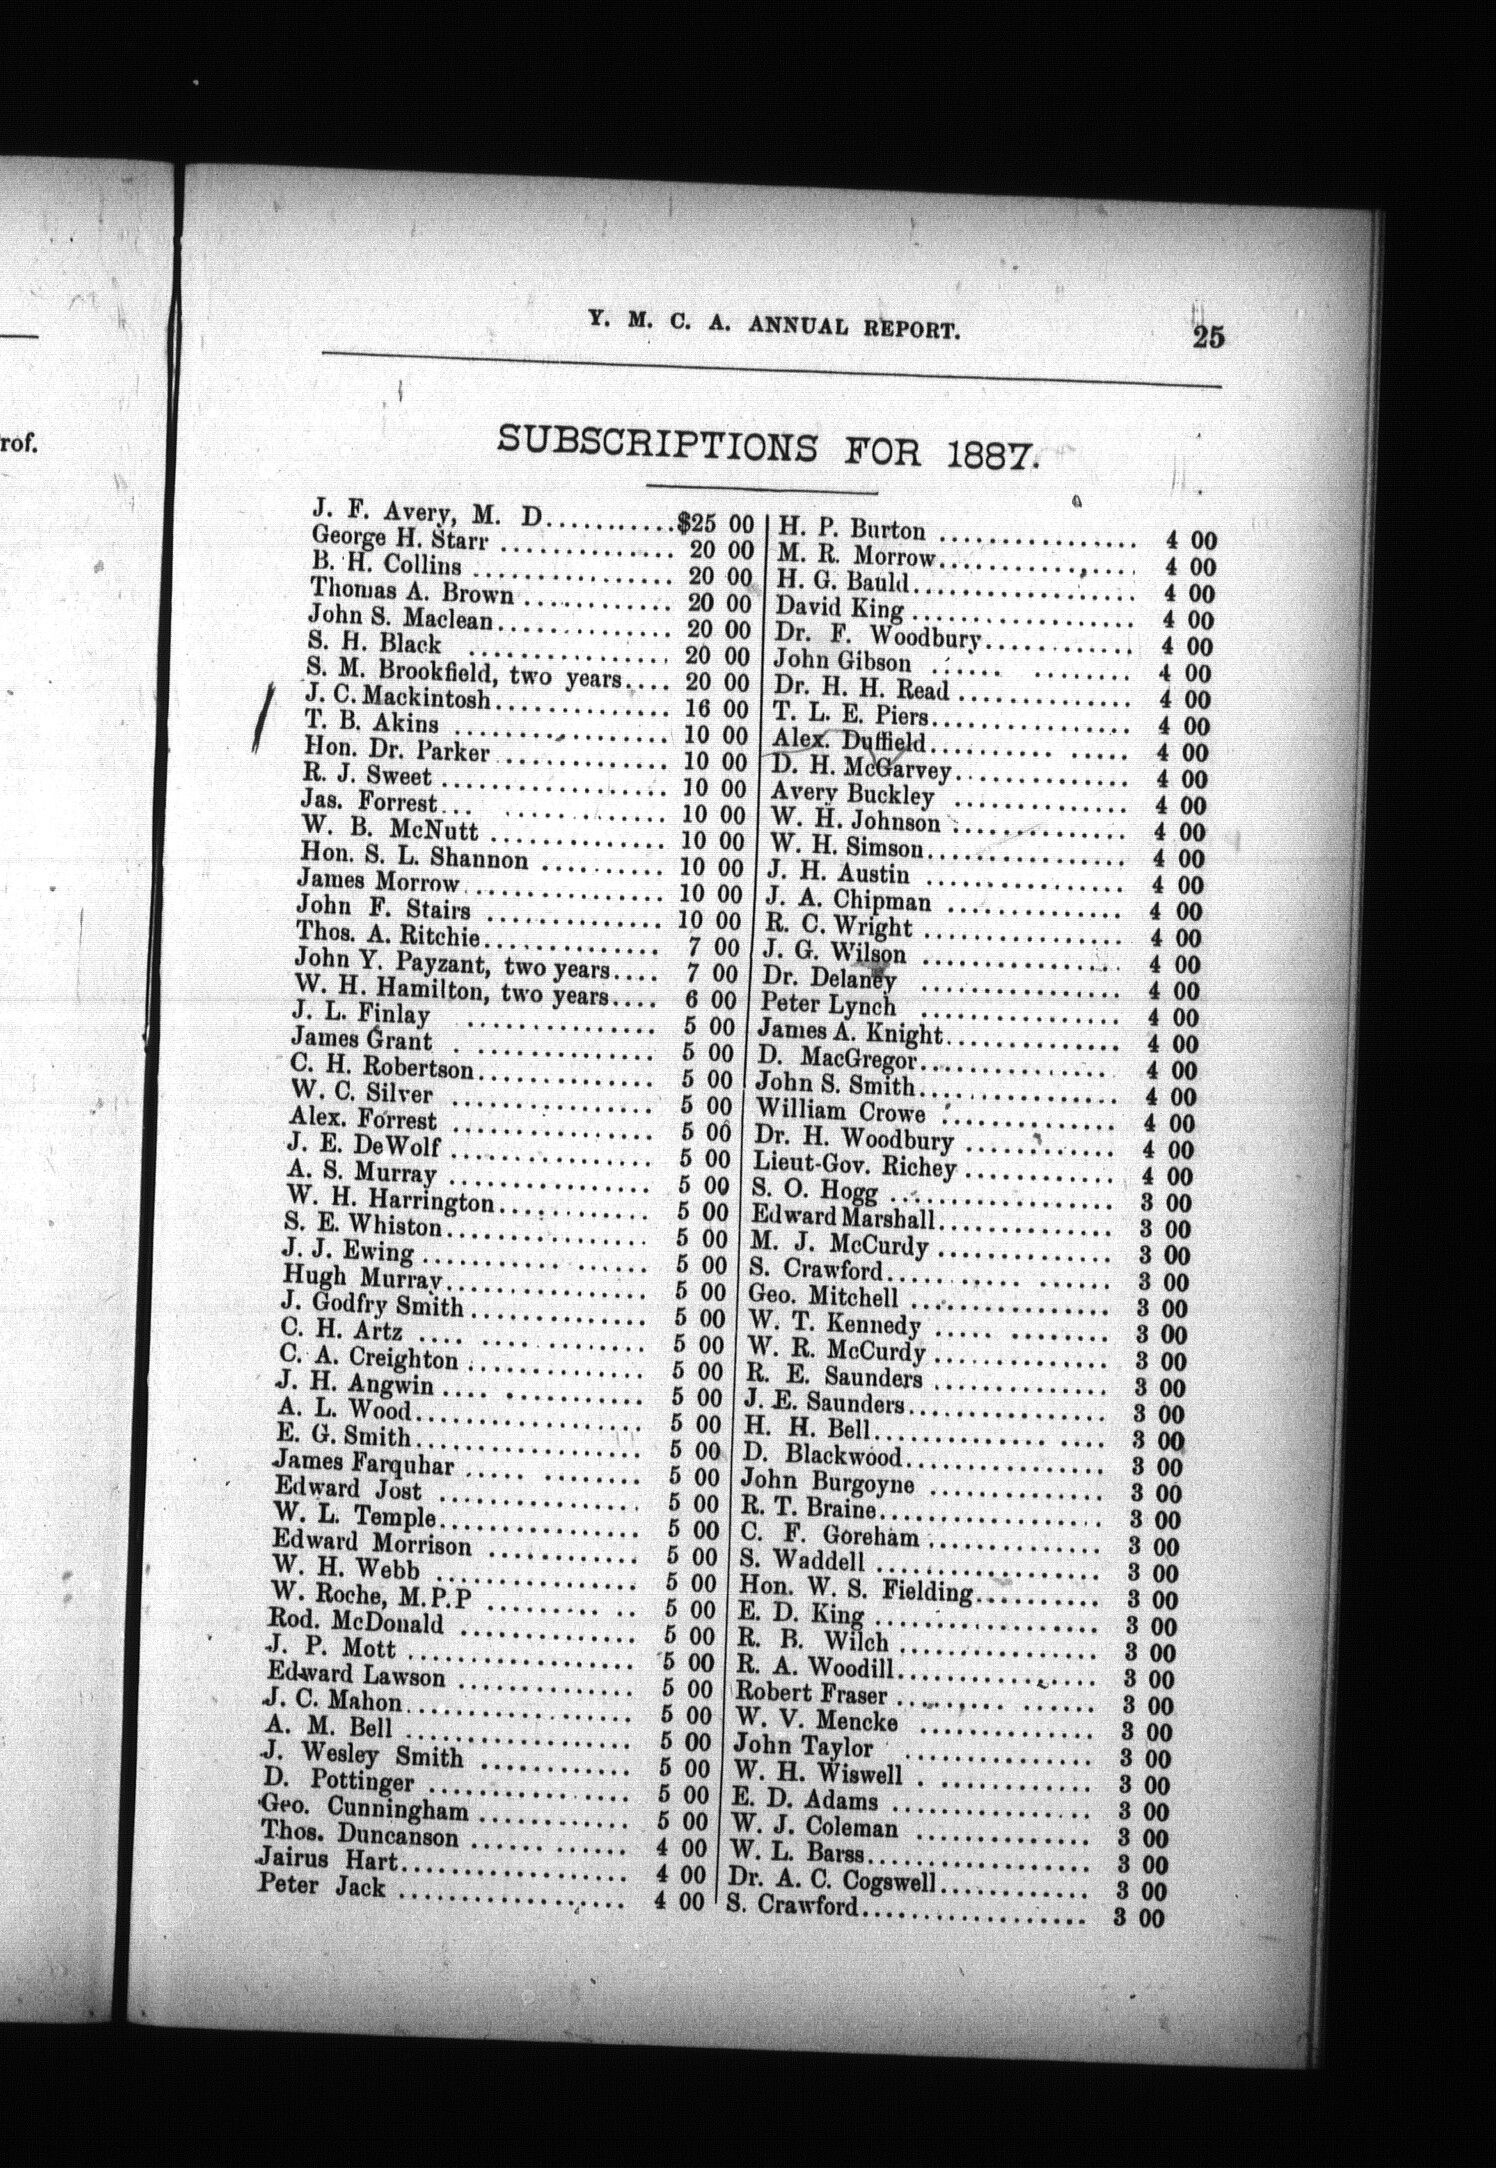 rof.
Y. M. C. A. ANNUAL REPORT. 25
SUBSCRIPTIONS FOR 1887.
J. F. Avery, M. D...........$25 00
George H. Starr .............. 20 00
B. H. Collins ................ 20 00
Thomas A. Brown ............ 20 00
John S. Maclean.............. 20 00
S. H. Black ................ 20 00
S. M. Brookfield, two years.... 20 00
J. C. Mackintosh.............. 16 00
T. B. Akins ................. 10 00
Hon. Dr. Parker ............. 10 00
R. J. Sweet .................. 10 00
Jas. Forrest... ............. 10 00
W. B. McNutt .............. 10 00
Hon. S. L. Shannon .......... 10 00
James Morrow ............... 10 00
John F. Stairs .............. 10 00
Thos. A. Ritchie.............. 7 00
John Y. Payzant, two years.... 7 00
W. H. Hamilton, two years.... 6 00
J. L. Finlay ............... 5 00
James Grant . .............. 5 00
C. H. Robertson.............. 5 00
W. C. Silver ................ 5 00
Alex. Forrest ................ 5 00
J. E. DeWolf ................ 5 00
A. S. Murray ................ 5 00
W. H. Harrington............ 5 00
S. E. Whiston................ 5 00
J. J. Ewing ........... ...... 5 00
Hugh Murray................ 5 00
J. Godfry Smith.............. 5 00
C. H. Artz .... ............. 5 00
C. A. Creighton .............. 5 00
J. H. Angwin .... ........... 5 00
A. L. Wood.................. 5 00
E. G. Smith.................. 5 00
James Farquhar ..... ........ 5 00
Edward Jost ................ 5 00
W. L. Temple................ 5 00
Edward Morrison ............ 5 00
W. H. Webb ................ 5 00
W. Roche, M.P.P ......... .. 5 00
Rod. McDonald .............. 5 00
J. P. Mott .................. 5 00
Edward Lawson .............. 5 00
J. C. Mahon.................. 5 00
A. M. Bell .................. 5 00
J. Wesley Smith ............ 5 00
D. Pottinger ................ 5 00
Geo. Cunningham ............ 5 00
Thos. Duncanson ...... ...... 4 00
Jairus Hart.................. 4 00
Peter Jack .................. 4 00
H. P. Burton ................ 4 00
M. R. Morrow................ 4 00
H. G. Bauld.................. 4 00
David King .................. 4 00
Dr. F. Woodbury............ 4 00
John Gibson ...... ........ 4 00
Dr. H. H. Read .............. 4 00
T. L. E. Piers................ 4 00
Alex. Duffield.......... ..... 4 00
D. H. McGarvey.............. 4 00
Avery Buckley .............. 4 00
W. H. Johnson .............. 4 00
W. H. Simson................ 4 00
J. H. Austin ................ 4 00
J. A. Chipman .............. 4 00
R. C. Wright ................ 4 00
J. G. Wilson ................ 4 00
Dr. Delaney ................ 4 00
Peter Lynch ................ 4 00
James A. Knight.............. 4 00
D. MacGregor................ 4 00
John S. Smith................ 4 00
William Crowe .............. 4 00
Dr. H. Woodbury ............ 4 00
Lieut-Gov. Richey ............ 4 00
S. O. Hogg .................. 3 00
Edward Marshall.............. 3 00
M. J. McCurdy .............. 3 00
S. Crawford........... ...... 3 00
Geo. Mitchell ................ 3 00
W. T. Kennedy ..... ........ 3 00
W. R. McCurdy .............. 3 00
R. E. Saunders .............. 3 00
J. E. Saunders................ 3 00
H. H. Bell.............. .... 3 00
D. Blackwood................ 3 00
John Burgoyne .............. 3 00
R. T. Braine.................. 3 00
C. F. Goreham .............. 3 00
S. Waddell .................. 3 00
Hon. W. S. Fielding.......... 3 00
E. D. King .................. 3 00
R. B. Wilch ................ 3 00
R. A. Woodill................ 3 00
Robert Fraser ......... ...... 3 00
W. V. Mencke .............. 3 00
John Taylor ............... 3 00
W. H. Wiswell . ............ 3 00
E. D. Adams ................ 3 00
W. J. Coleman .............. 3 00
W. L. Barss.................. 3 00
Dr. A. C. Cogswell............ 3 00
S. Crawford.................. 3 00